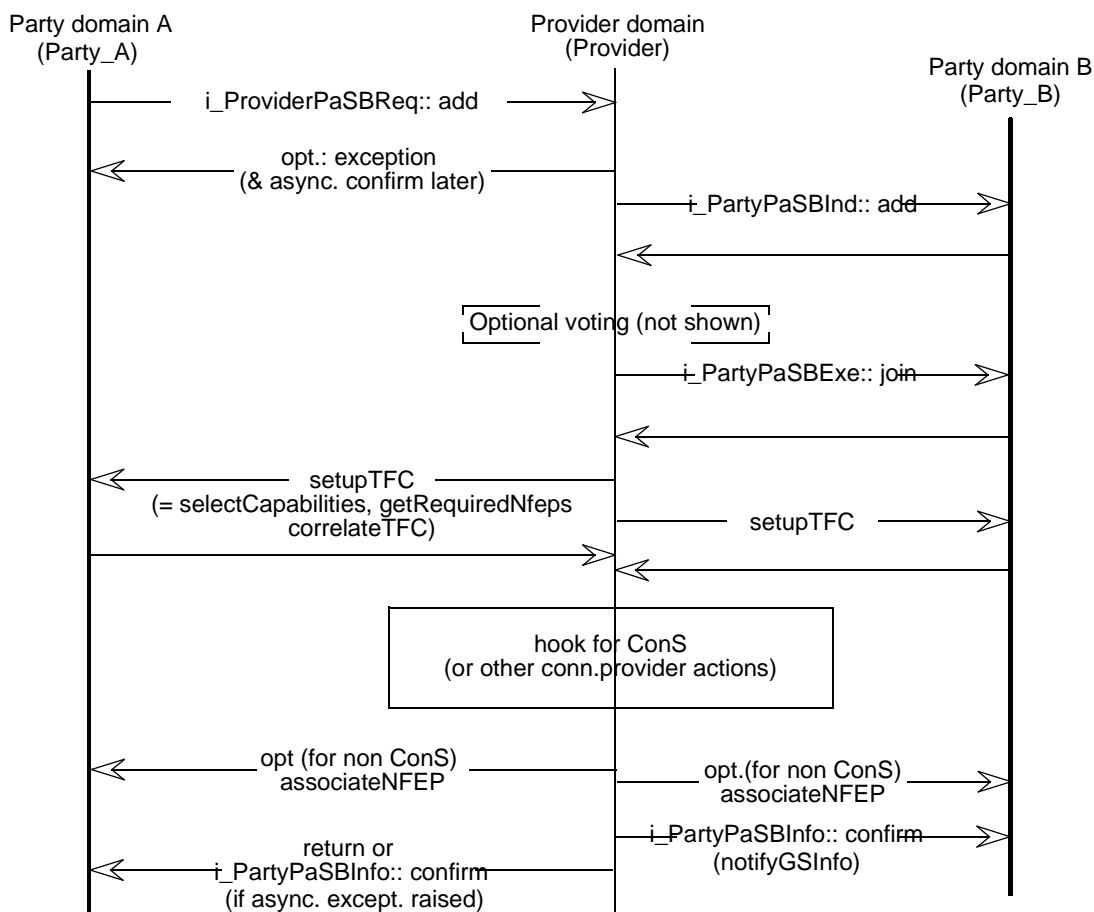 Party domain A
(Party_A)
Provider domain
(Provider)
Party domain B
(Party_B)
i_ProviderPaSBReq:: add
opt.: exception
(& async. confirm later)
i_PartyPaSBInd:: add
Optional voting (not shown)
i_PartyPaSBExe:: join
setupTFC
(= selectCapabilities, getRequiredNfeps
correlateTFC)
setupTFC
hook for ConS
(or other conn.provider actions)
opt (for non ConS)
associateNFEP
opt.(for non ConS)
associateNFEP
i_PartyPaSBInfo:: confirm
(notifyGSInfo)
return or
i_PartyPaSBInfo:: confirm
(if async. except. raised)